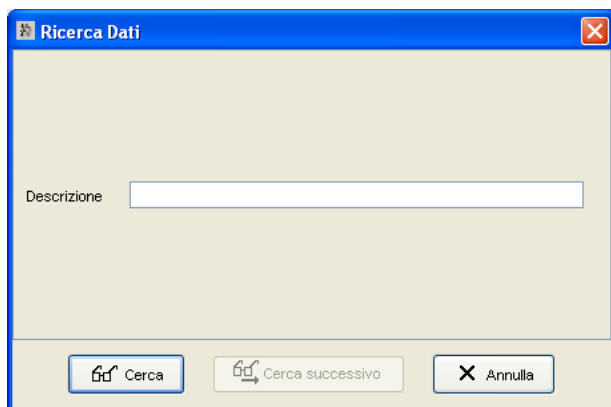 Ricerca Dati
Descrizione
Cerca
Cerca successivo
Annulla